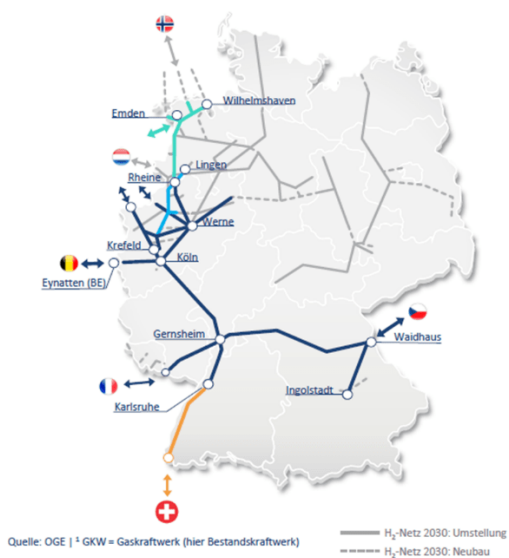 Wilhelmshaven
Emden
Lingen
Rheine
Werne
Krefeld
Köln
Eynatten (BE)
Gernsheim
Waidhaus
Ingolstadt
Karlsruhe
H₂-Netz 2030: Umstellung
Quelle: OGE | ¹ GKW = Gaskraftwerk (hier Bestandskraftwerk)
H₂-Netz 2030: Neubau